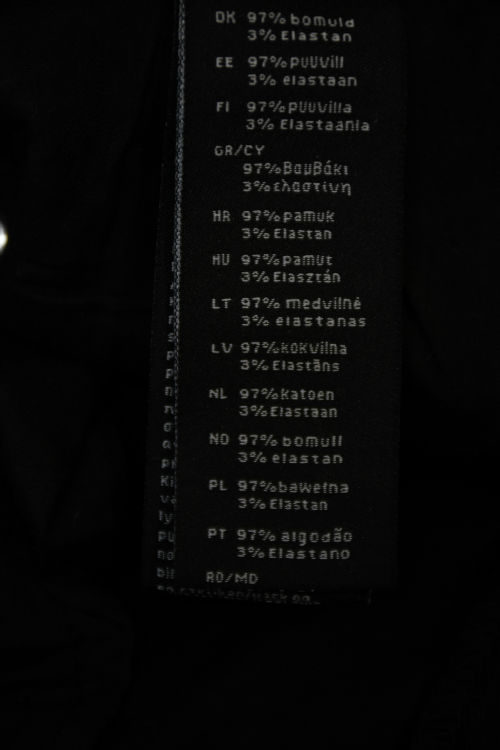 DK 97% bomuld
3% Elastan
EE 97% puuvill
3% elastaan
FI 97% puuvilla
3% Elastaania
GR/CY
97% Βαμβάκι
3% ελαστίνη
HR 97% pamuk
3% Elastan
HU 97% pamut
3% Elasztán
LT 97% medvilnė
3% elastanas
LV 97% kokvilna
3% Elastāns
NL 97% katoen
3% Elastaan
NO 97% bomull
3% elastan
PL 97% bawełna
3% Elastan
PT 97% algodão
3% Elastano
RO/MD